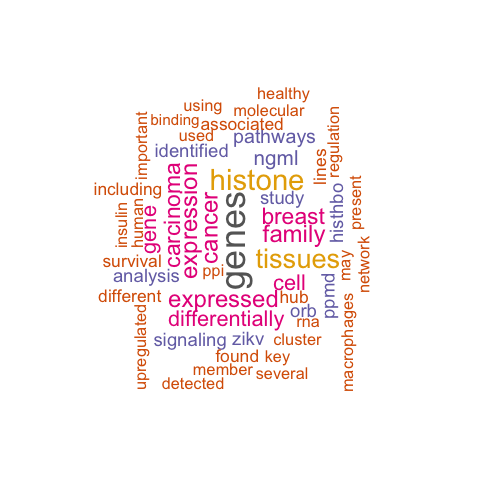 healthy
using
molecular
binding
associated
important
used
pathways
regulation
identified
ngml
lines
carcinoma
expression
histone
including
cancer
genes
study
histhbo
present
insulin
human
gene
breast
family
survival
ppi
tissues
may
network
analysis
cell
different
expressed
hub
ppmd
upregulated
differentially
orb
rna
macrophages
signaling
zikv
cluster
found
key
member
several
detected